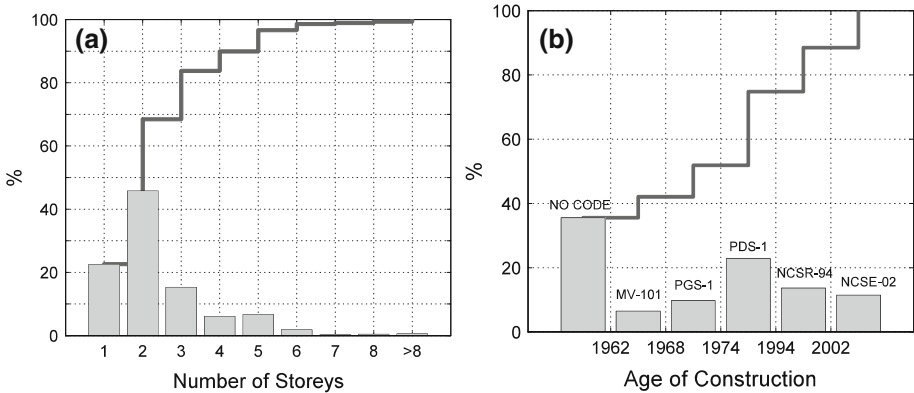 (a)
%
100
80
60
40
20
0
1 2 3 4 5 6 7 8 >8
Number of Storeys
(b)
%
100
80
60
40
20
0
NO CODE
MV-101
PGS-1
PDS-1
NCSR-94
NCSE-02
1962 1968 1974 1994 2002
Age of Construction